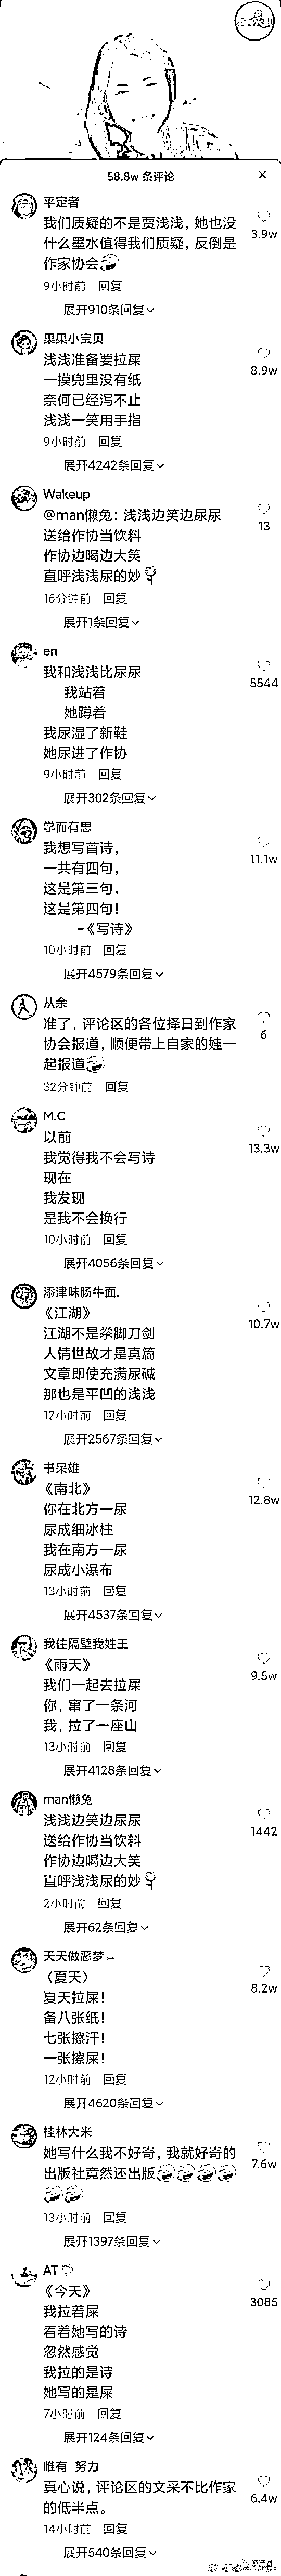 58.8w 条评论
平定者
我们质疑的不是贾浅浅，她也没
什么墨水值得我们质疑，反倒是
作家协会
3.9w
9小时前 回复
展开910条回复
果果小宝贝
浅浅准备要拉屎
一摸兜里没有纸
奈何已经泻不止
浅浅一笑用手指
8.9w
9小时前 回复
展开4242条回复
Wakeup
@man懒兔：浅浅边笑边尿尿
送给作协当饮料
作协边喝边大笑
直呼浅浅尿的妙
13
16分钟前 回复
展开1条回复
en
我和浅浅比尿尿
我站着
她蹲着
我尿湿了新鞋
她尿进了作协
5544
9小时前 回复
展开302条回复
学而有思
我想写首诗，
一共有四句，
这是第三句，
这是第四句！
-《写诗》
11.1w
10小时前 回复
展开4579条回复
从余
准了，评论区的各位择日到作家
协会报道，顺便带上自家的娃一
起报道
6
32分钟前 回复
M.C
以前
我觉得我不会写诗
现在
我发现
是我不会换行
13.3w
10小时前 回复
展开4056条回复
添津味肠牛面.
《江湖》
江湖不是拳脚刀剑
人情世故才是真篇
文章即使充满尿碱
那也是平凹的浅浅
10.7w
12小时前 回复
展开2567条回复
书呆雄
《南北》
你在北方一尿
尿成细冰柱
我在南方一尿
尿成小瀑布
12.8w
13小时前 回复
展开4537条回复
我住隔壁我姓王
《雨天》
我们一起去拉屎
你，窜了一条河
我，拉了一座山
9.5w
13小时前 回复
展开4128条回复
man懒兔
浅浅边笑边尿尿
送给作协当饮料
作协边喝边大笑
直呼浅浅尿的妙
1442
2小时前 回复
展开62条回复
天天做恶梦
〈夏天〉
夏天拉屎！
备八张纸！
七张擦汗！
一张擦屎！
8.2w
12小时前 回复
展开4620条回复
桂林大米
她写什么我不好奇，我就好奇的
出版社竟然还出版
7.6w
13小时前 回复
展开1397条回复
AT
《今天》
我拉着屎
看着她写的诗
忽然感觉
我拉的是诗
她写的是屎
3085
7小时前 回复
展开124条回复
唯有 努力
真心说，评论区的文采不比作家
的低半点。
6.4w
14小时前 回复
展开540条回复